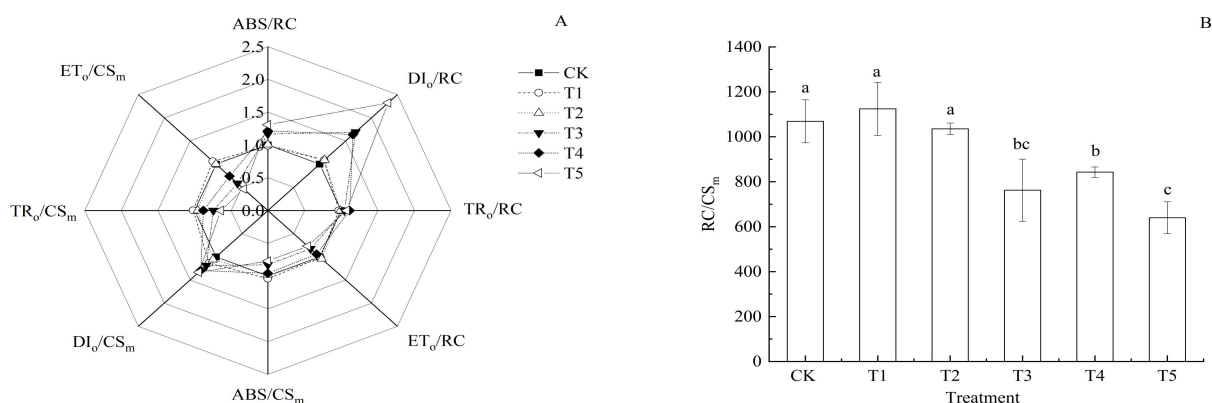 A
ABS/RC
DIₒ/RC
TRₒ/RC
ETₒ/RC
ABS/CSₘ
DIₒ/CSₘ
TRₒ/CSₘ
ETₒ/CSₘ
2.5
2.0
1.5
1.0
0.5
0.0
CK
T1
T2
T3
T4
T5
B
RC/CSₘ
1400
1200
1000
800
600
400
200
0
a
a
a
bc
b
c
CK T1 T2 T3 T4 T5
Treatment